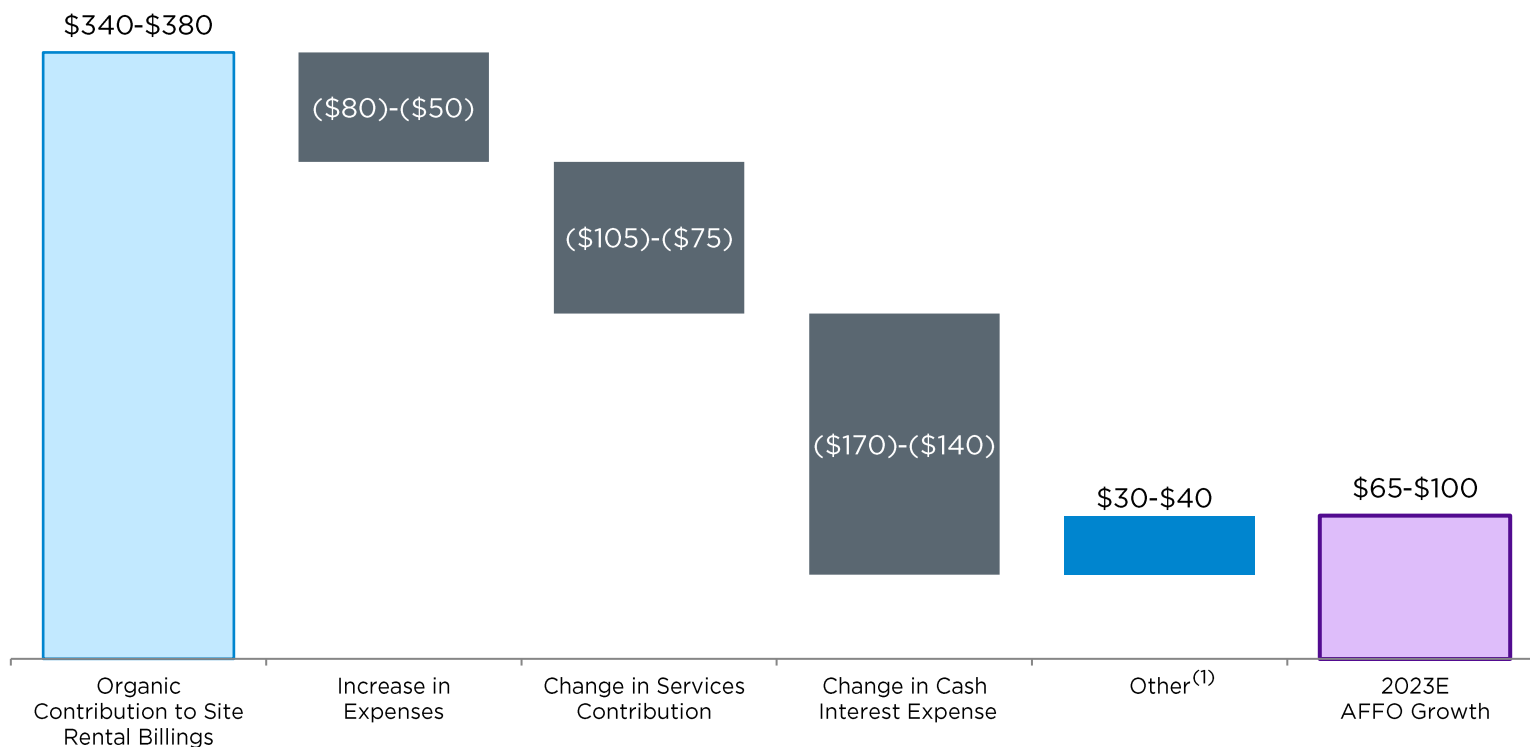 $340-$380
($80)-($50)
($105)-($75)
($170)-($140)
$30-$40
$65-$100
Organic
Contribution to Site
Rental Billings
Increase in
Expenses
Change in Services
Contribution
Change in Cash
Interest Expense
Other(1)
2023E
AFFO Growth